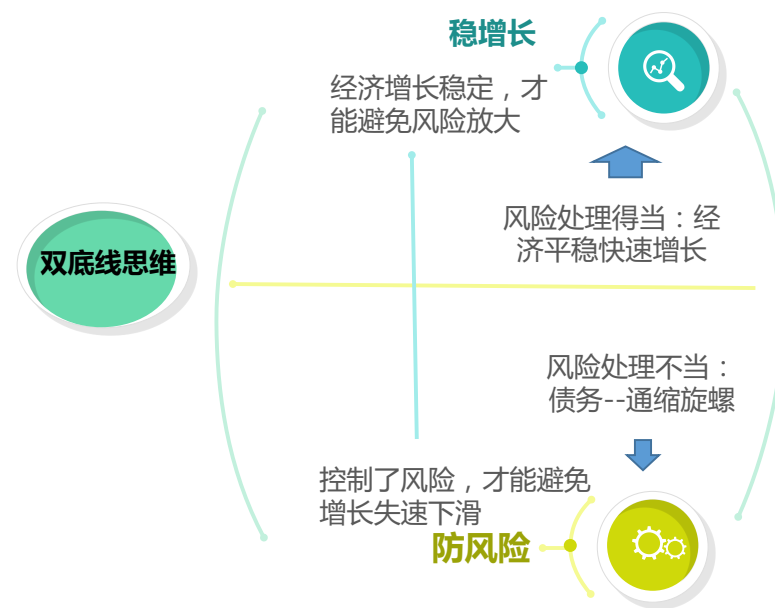 稳增长
经济增长稳定，才
能避免风险放大
风险处理得当：经
济平稳快速增长
双底线思维
风险处理不当：
债务--通缩旋螺
控制了风险，才能避免
增长失速下滑
防风险